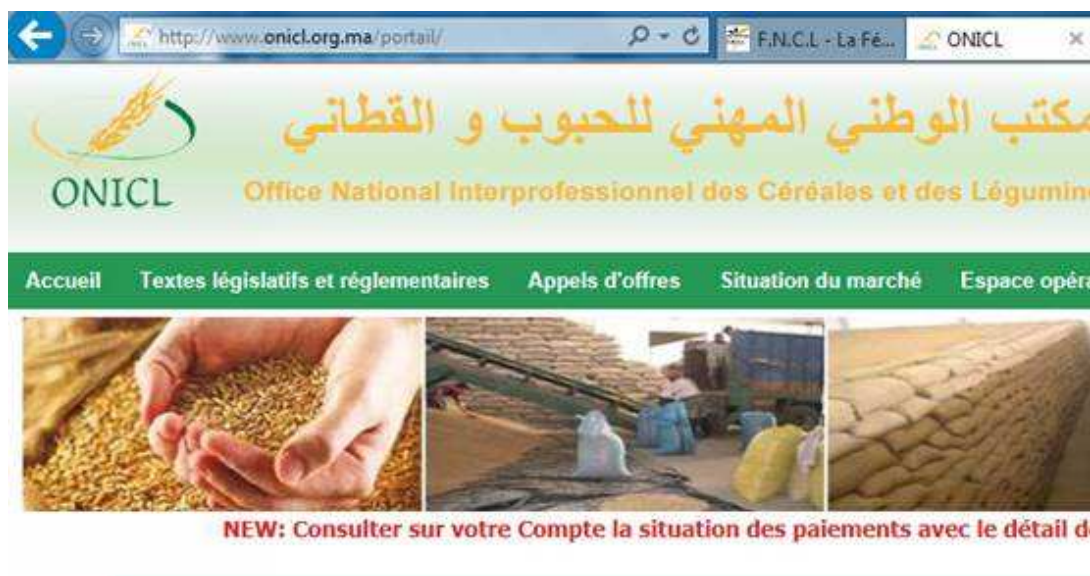 http://www.onicl.org.ma/portail/
F.N.C.L - La Fé...
ONICL
مكتب الوطني المهني للحبوب و القطاني
ONICL
Office National Interprofessionnel des Céréales et des Légumin
Accueil
Textes législatifs et réglementaires
Appels d'offres
Situation du marché
Espace opéra
NEW: Consulter sur votre Compte la situation des paiements avec le détail d